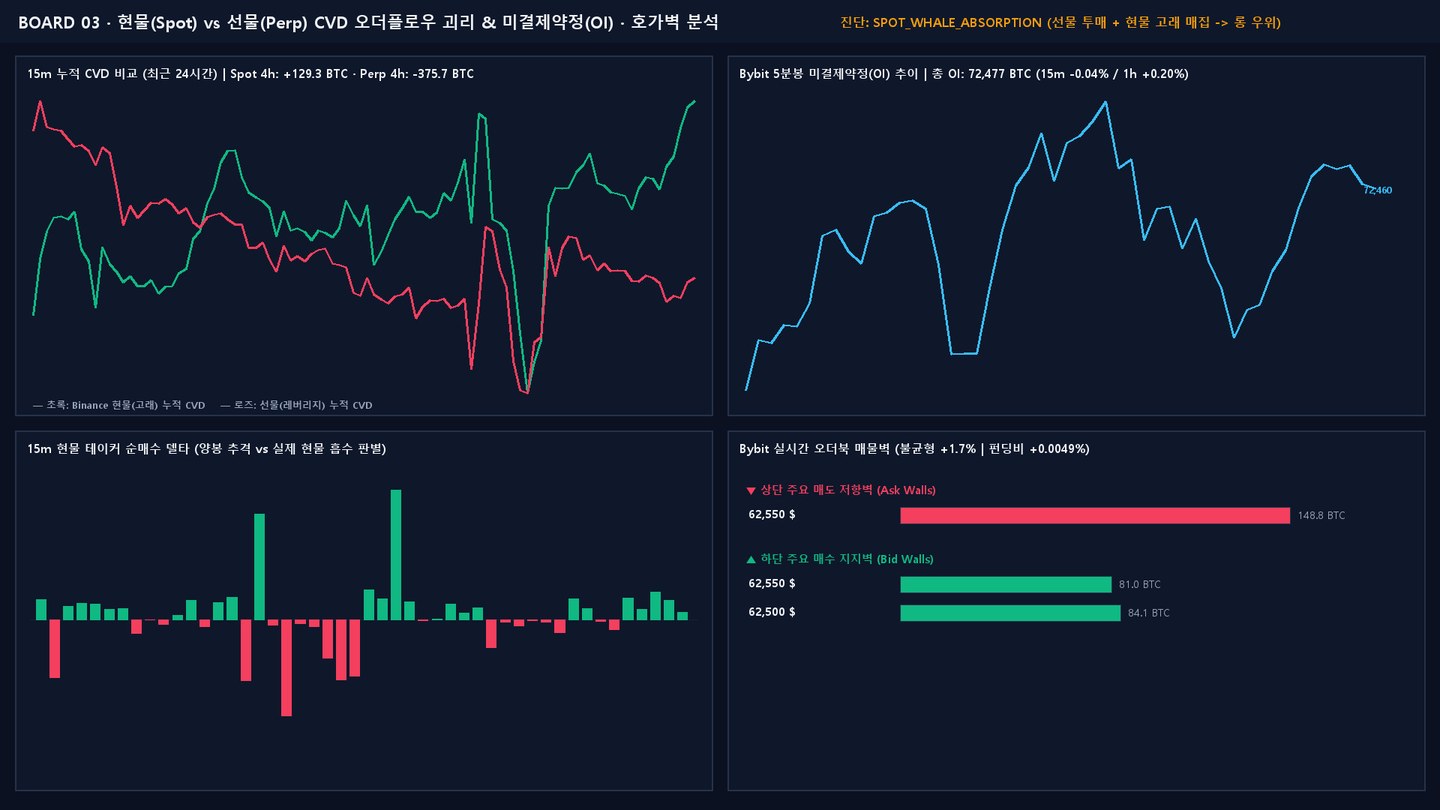 BOARD 03 · 현물(Spot) vs 선물(Perp) CVD 오더플로우 괴리 & 미결제약정(OI) · 호가벽 분석
진단: SPOT_WHALE_ABSORPTION (선물 투매 + 현물 고래 매집 -> 롱 우위)
15m 누적 CVD 비교 (최근 24시간) | Spot 4h: +129.3 BTC · Perp 4h: -375.7 BTC
— 초록: Binance 현물(고래) 누적 CVD — 로즈: 선물(레버리지) 누적 CVD
Bybit 5분봉 미결제약정(OI) 추이 | 총 OI: 72,477 BTC (15m -0.04% / 1h +0.20%)
72,460
15m 현물 테이커 순매수 델타 (양봉 추격 vs 실제 현물 흡수 판별)
Bybit 실시간 오더북 매물벽 (불균형 +1.7% | 펀딩비 +0.0049%)
▼ 상단 주요 매도 저항벽 (Ask Walls)
62,550 $ 148.8 BTC
▲ 하단 주요 매수 지지벽 (Bid Walls)
62,550 $ 81.0 BTC
62,500 $ 84.1 BTC